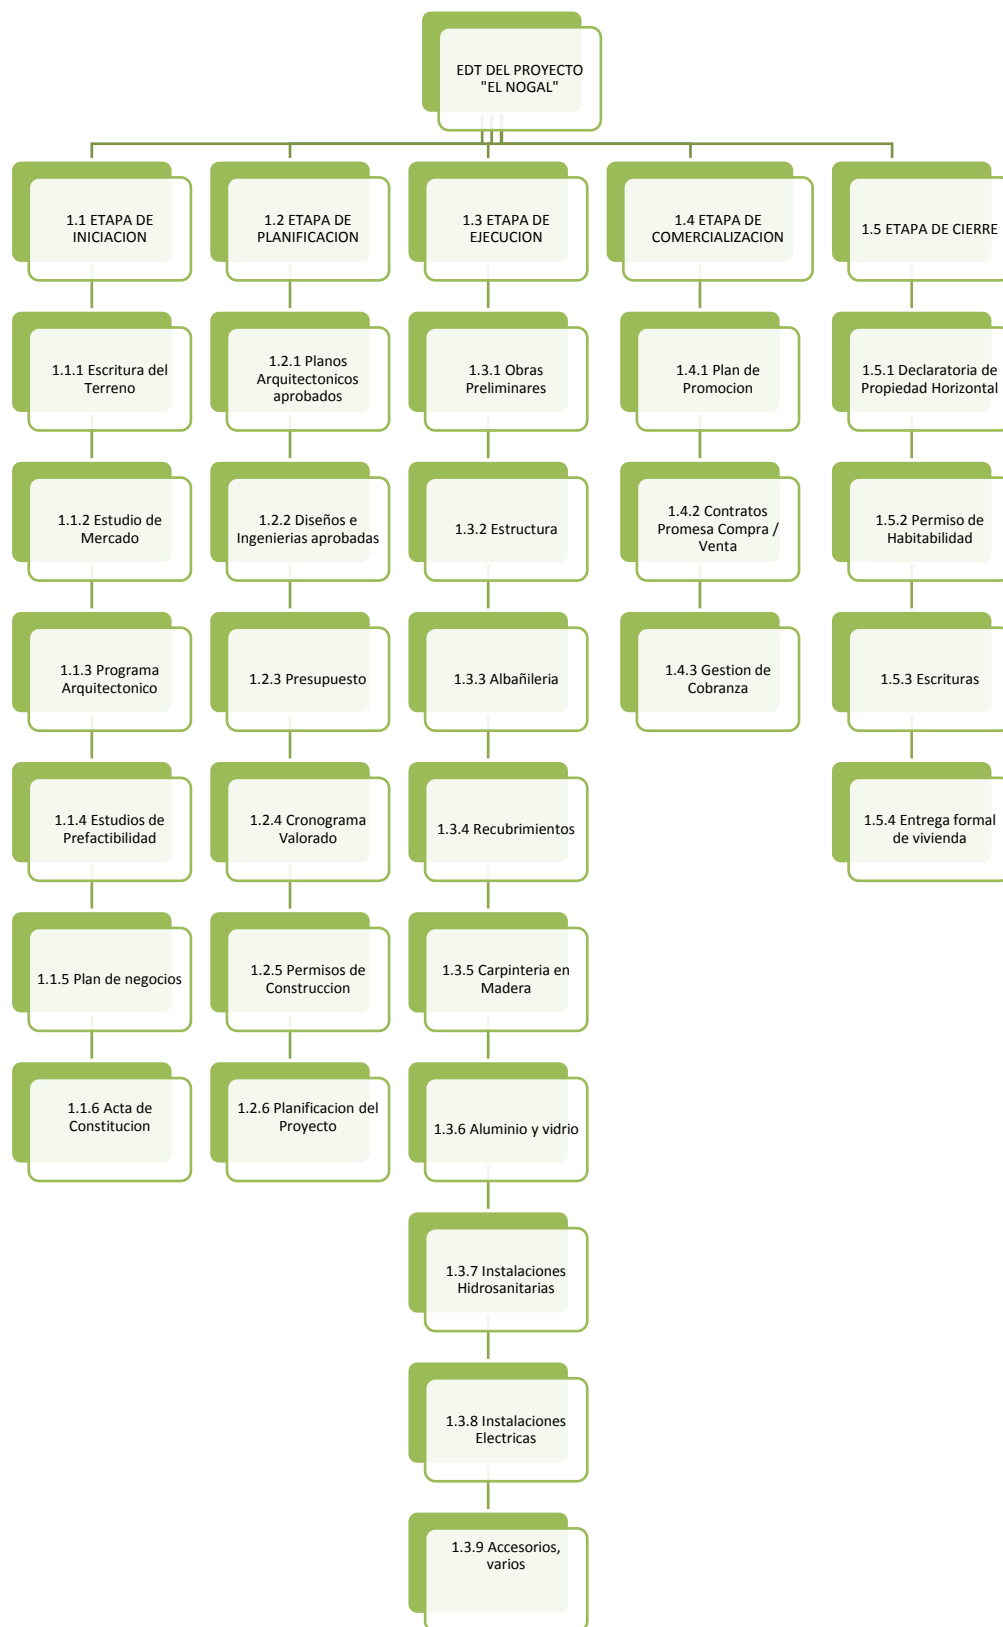 EDT DEL PROYECTO
"EL NOGAL"
1.1 ETAPA DE
INICIACION
1.2 ETAPA DE
PLANIFICACION
1.3 ETAPA DE
EJECUCION
1.4 ETAPA DE
COMERCIALIZACION
1.5 ETAPA DE CIERRE
1.1.1 Escritura del
Terreno
1.2.1 Planos
Arquitectonicos
aprobados
1.3.1 Obras
Preliminares
1.4.1 Plan de
Promocion
1.5.1 Declaratoria de
Propiedad Horizontal
1.1.2 Estudio de
Mercado
1.2.2 Diseños e
Ingenierias aprobadas
1.3.2 Estructura
1.4.2 Contratos
Promesa Compra /
Venta
1.5.2 Permiso de
Habitabilidad
1.1.3 Programa
Arquitectonico
1.2.3 Presupuesto
1.3.3 Albañileria
1.4.3 Gestion de
Cobranza
1.5.3 Escrituras
1.1.4 Estudios de
Prefactibilidad
1.2.4 Cronograma
Valorado
1.3.4 Recubrimientos
1.5.4 Entrega formal
de vivienda
1.1.5 Plan de negocios
1.2.5 Permisos de
Construccion
1.3.5 Carpinteria en
Madera
1.1.6 Acta de
Constitucion
1.2.6 Planificacion del
Proyecto
1.3.6 Aluminio y vidrio
1.3.7 Instalaciones
Hidrosanitarias
1.3.8 Instalaciones
Electricas
1.3.9 Accesorios,
varios